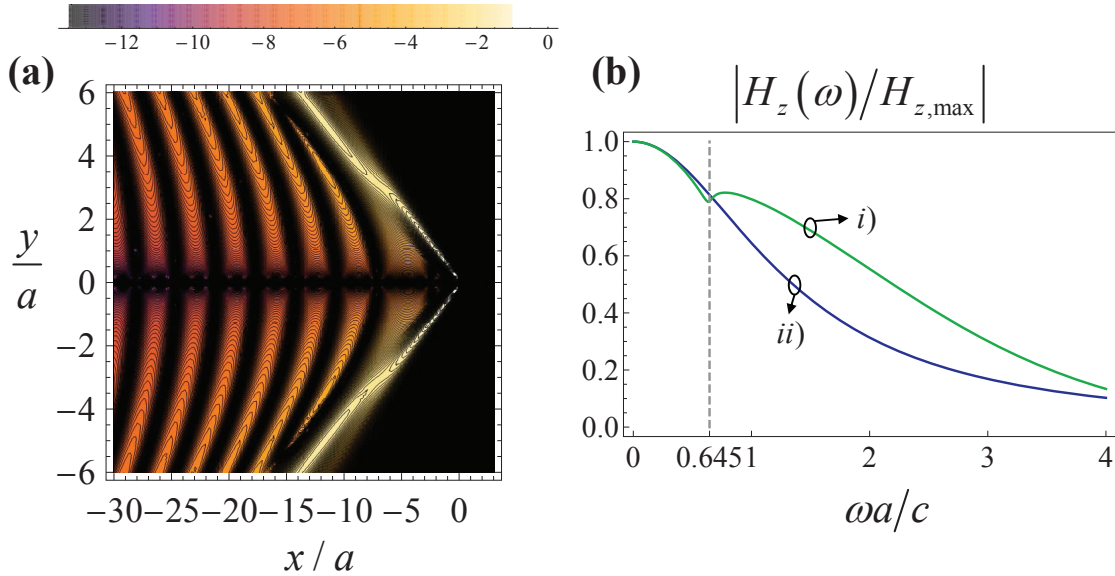 −12 −10 −8 −6 −4 −2 0
(a)
6
4
2
0
−2
−4
−6
y/a
−30 −25 −20 −15 −10 −5 0
x / a
(b)
|H_z(ω)/H_{z,max}|
1.0
0.8
0.6
0.4
0.2
0.0
i)
ii)
0 0.6451 2 3 4
ωa/c